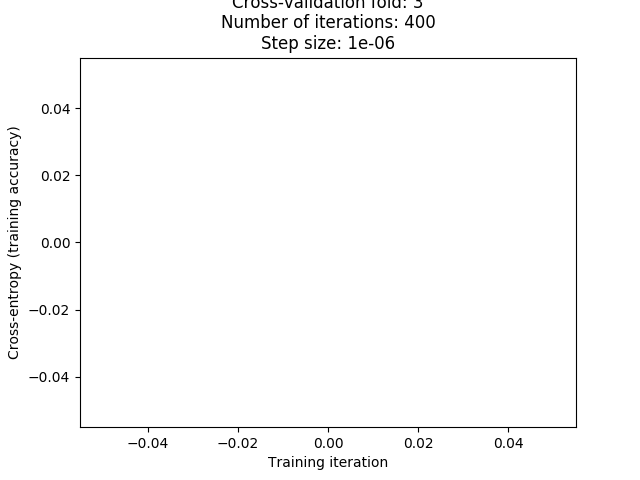 Cross-validation fold: 3
Number of iterations: 400
Step size: 1e-06
0.04
0.02
0.00
−0.02
−0.04
Cross-entropy (training accuracy)
−0.04 −0.02 0.00 0.02 0.04
Training iteration